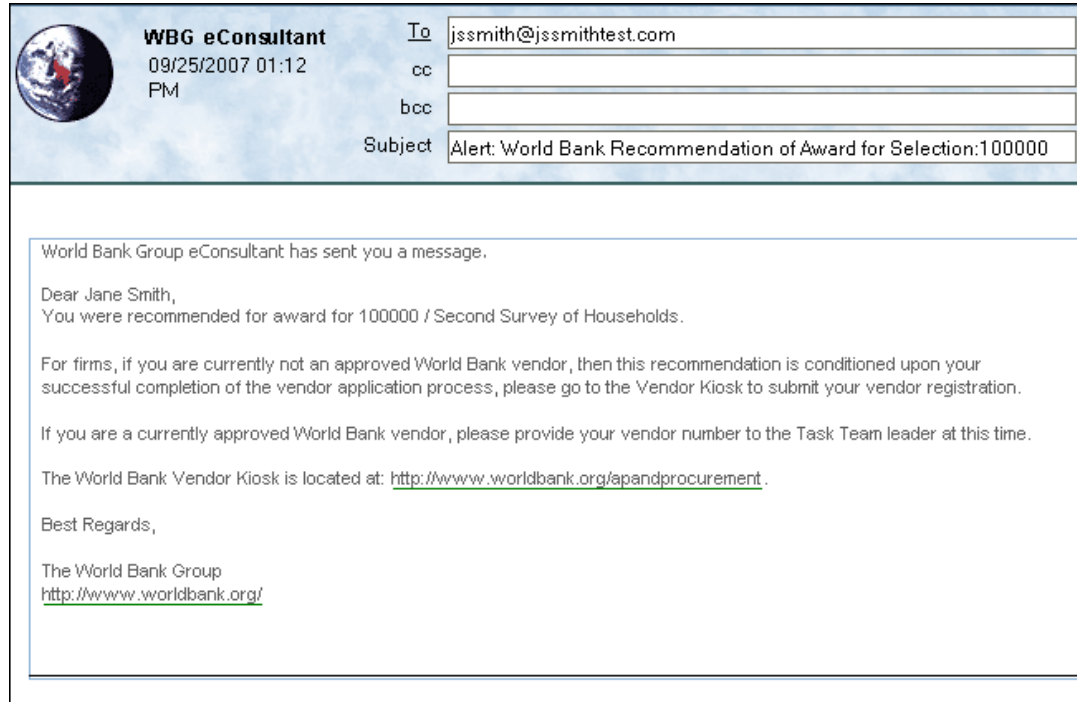 WBG eConsultant
09/25/2007 01:12
PM
To jssmith@jssmithtest.com
cc
bcc
Subject Alert: World Bank Recommendation of Award for Selection:100000
World Bank Group eConsultant has sent you a message.
Dear Jane Smith,
You were recommended for award for 100000 / Second Survey of Households.
For firms, if you are currently not an approved World Bank vendor, then this recommendation is conditioned upon your
successful completion of the vendor application process, please go to the Vendor Kiosk to submit your vendor registration.
If you are a currently approved World Bank vendor, please provide your vendor number to the Task Team leader at this time.
The World Bank Vendor Kiosk is located at: http://www.worldbank.org/apandprocurement.
Best Regards,
The World Bank Group
http://www.worldbank.org/